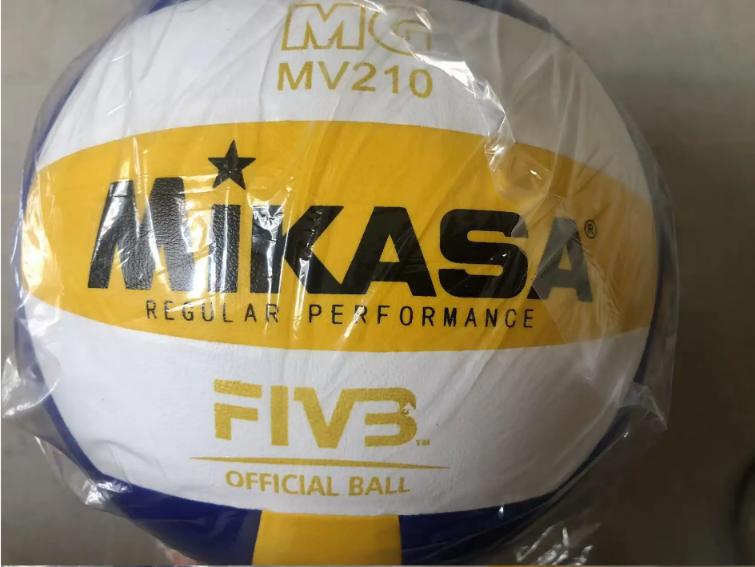 MG
MV210
MiKASA®
REGULAR PERFORMANCE
FIVB™
OFFICIAL BALL